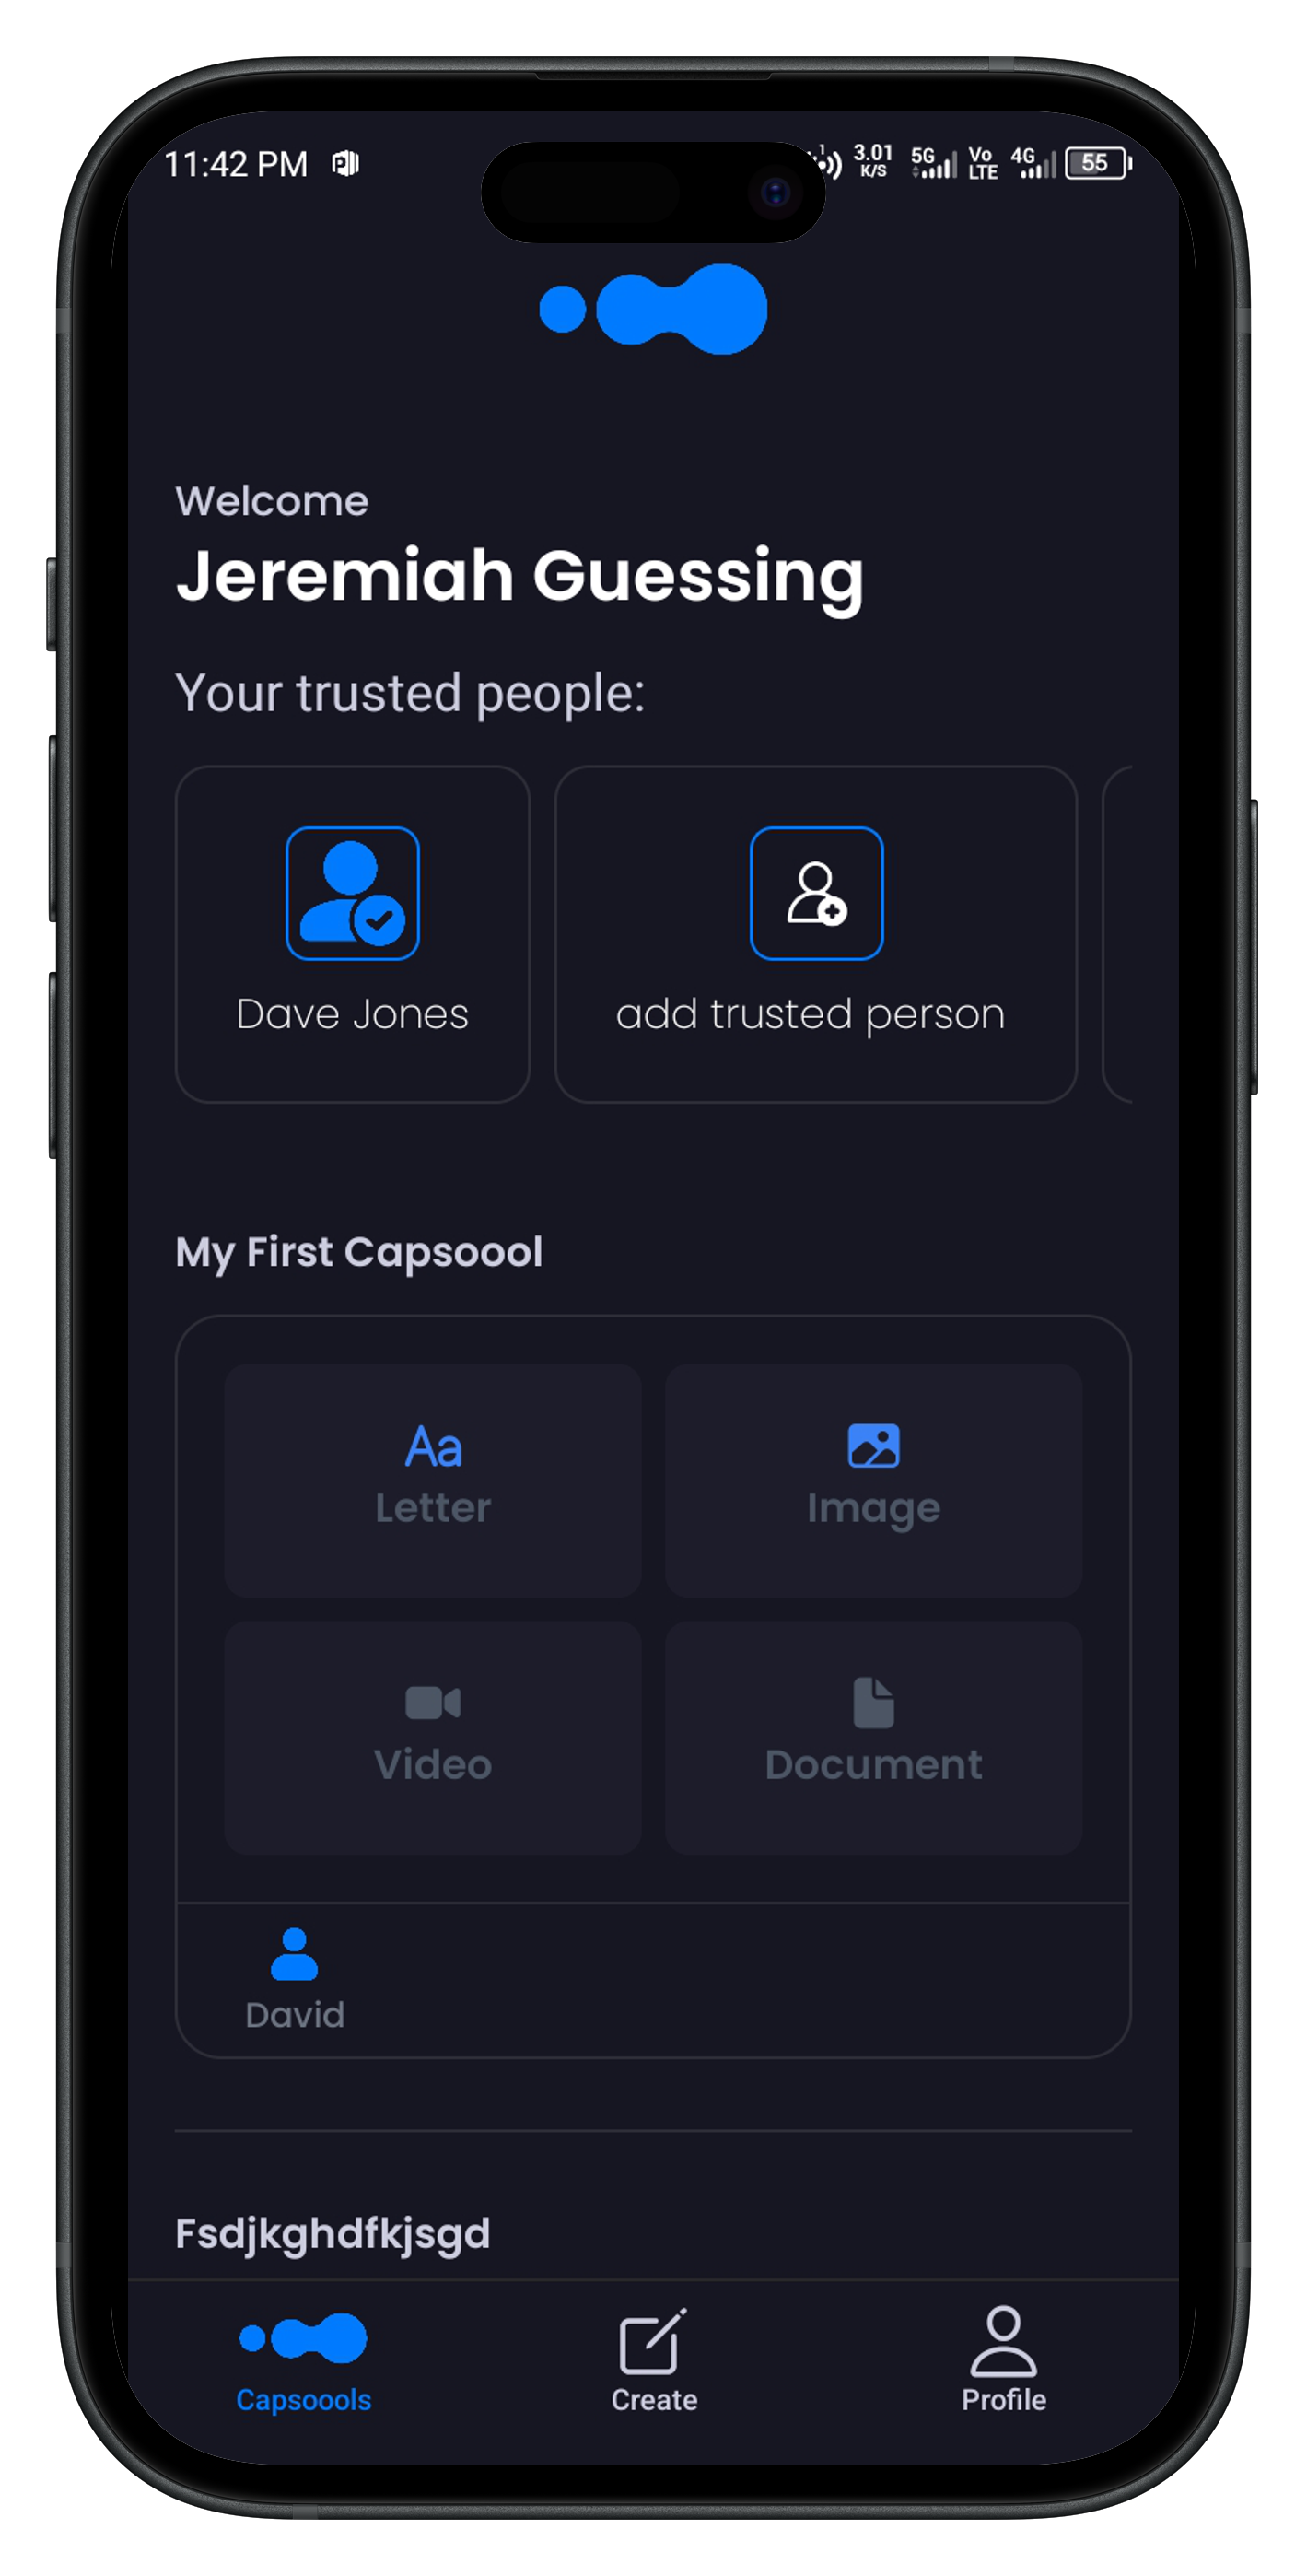 11:42 PM 3.01 K/S 5G Vo LTE 4G 55
Welcome
Jeremiah Guessing
Your trusted people:
Dave Jones
add trusted person
My First Capsoool
Aa
Letter
Image
Video
Document
David
Fsdjkghdfkjsgd
Capsoools
Create
Profile